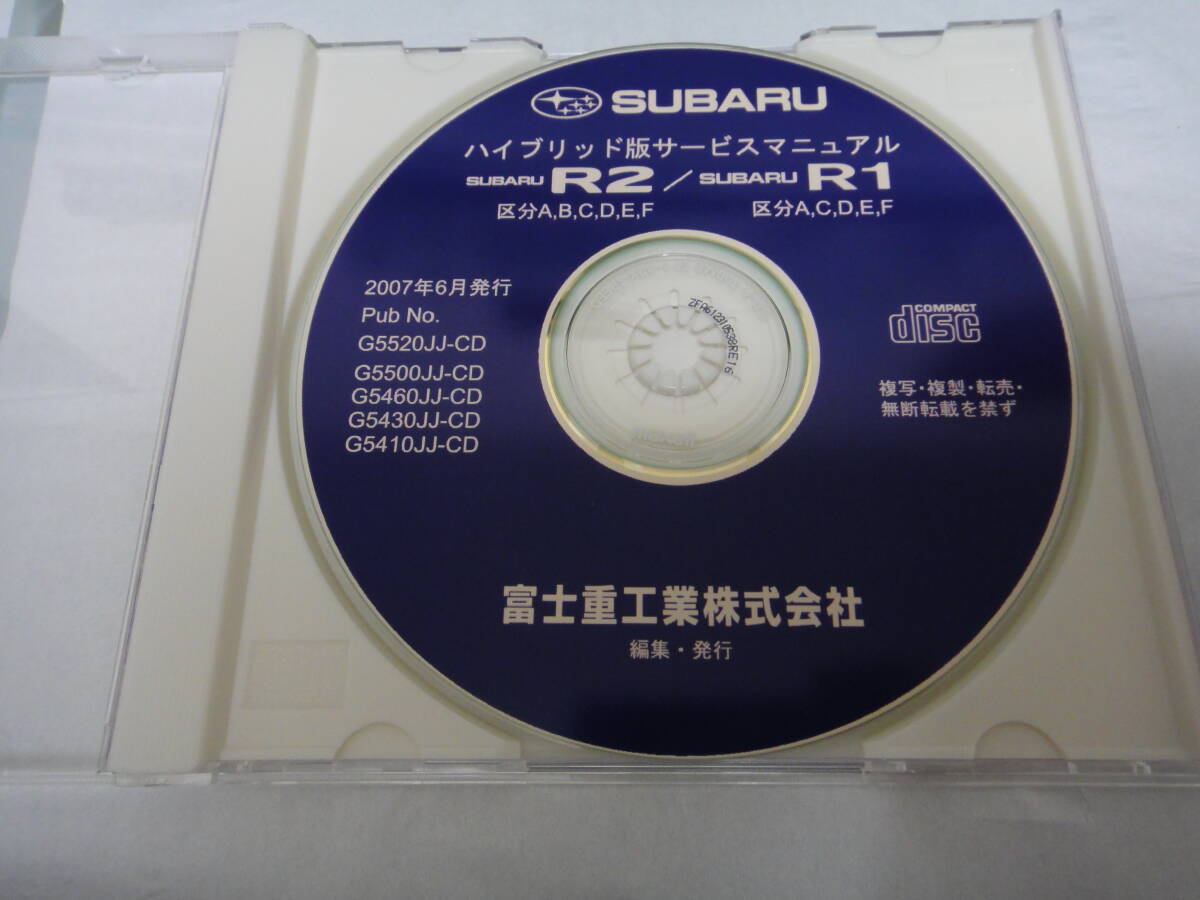 SUBARU
ハイブリッド版サービスマニュアル
SUBARU R2 / SUBARU R1
区分A,B,C,D,E,F 区分A,C,D,E,F
2007年6月発行
Pub No.
G5520JJ-CD
G5500JJ-CD
G5460JJ-CD
G5430JJ-CD
G5410JJ-CD
COMPACT
disc
複写・複製・転売・
無断転載を禁ず
富士重工業株式会社
編集・発行